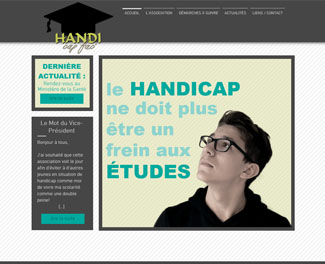 HANDI
cap fac'
ACCUEIL
L'ASSOCIATION
DÉMARCHES À SUIVRE
ACTUALITÉS
LIENS / CONTACT
DERNIÈRE
ACTUALITÉ :
Rendez-vous au
Ministère de la Santé
Le Mot du Vice-
Président
Bonjour à tous,
J'ai souhaité que cette
association voit le jour
afin d'éviter à d'autres
jeunes en situation de
handicap comme moi
de vivre ma scolarité
comme une double
peine!
[...]
le HANDICAP
ne doit plus
être un
frein aux
ÉTUDES